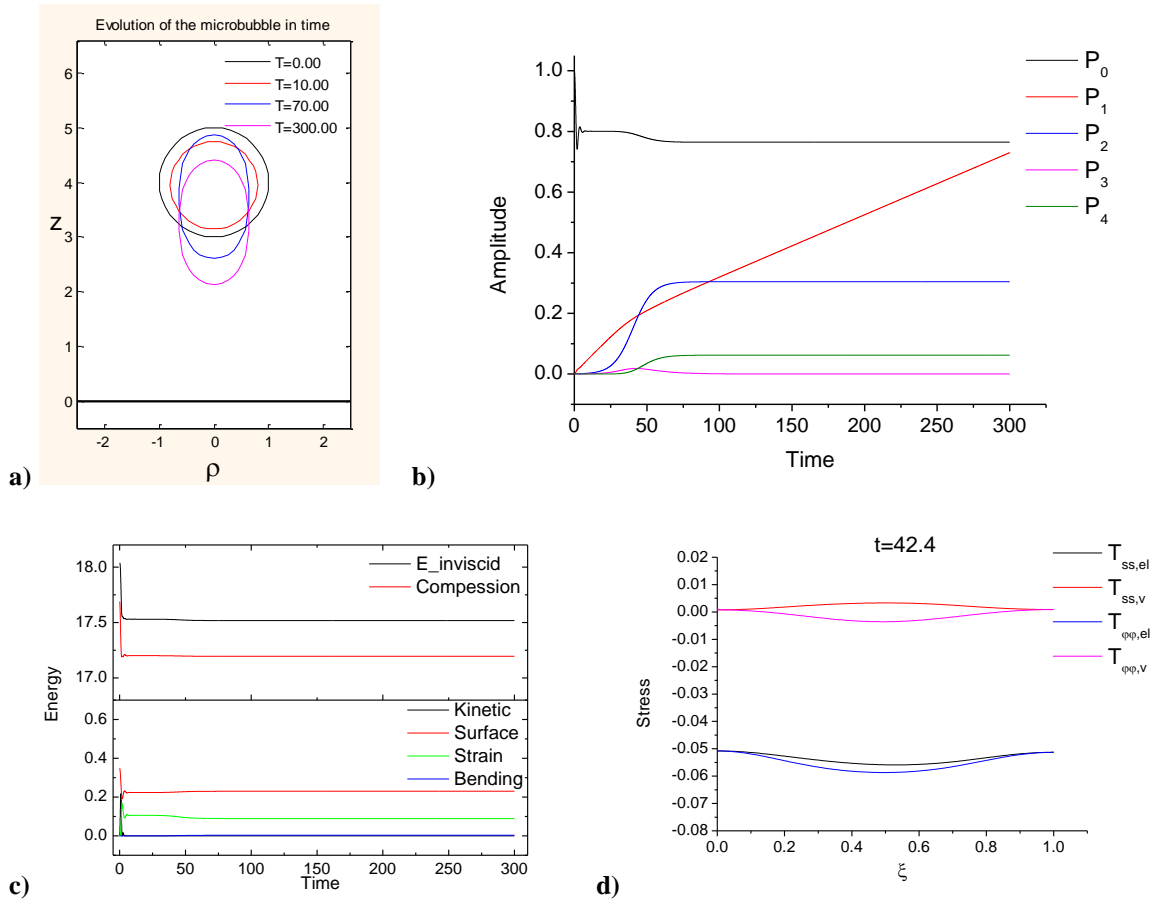 Evolution of the microbubble in time
T=0.00
T=10.00
T=70.00
T=300.00
6
5
4
3
2
1
0
z
-2 -1 0 1 2
ρ
a)
1.0
0.8
0.6
0.4
0.2
0.0
Amplitude
P0
P1
P2
P3
P4
0 50 100 150 200 250 300
Time
b)
18.0
17.5
17.0
E_inviscid
Compession
Energy
0.6
0.4
0.2
0.0
Kinetic
Surface
Strain
Bending
0 50 100 150 200 250 300
Time
c)
t=42.4
0.02
0.01
0.00
-0.01
-0.02
-0.03
-0.04
-0.05
-0.06
-0.07
-0.08
Stress
Tss,el
Tss,v
Tφφ,el
Tφφ,v
0.0 0.2 0.4 0.6 0.8 1.0
ξ
d)